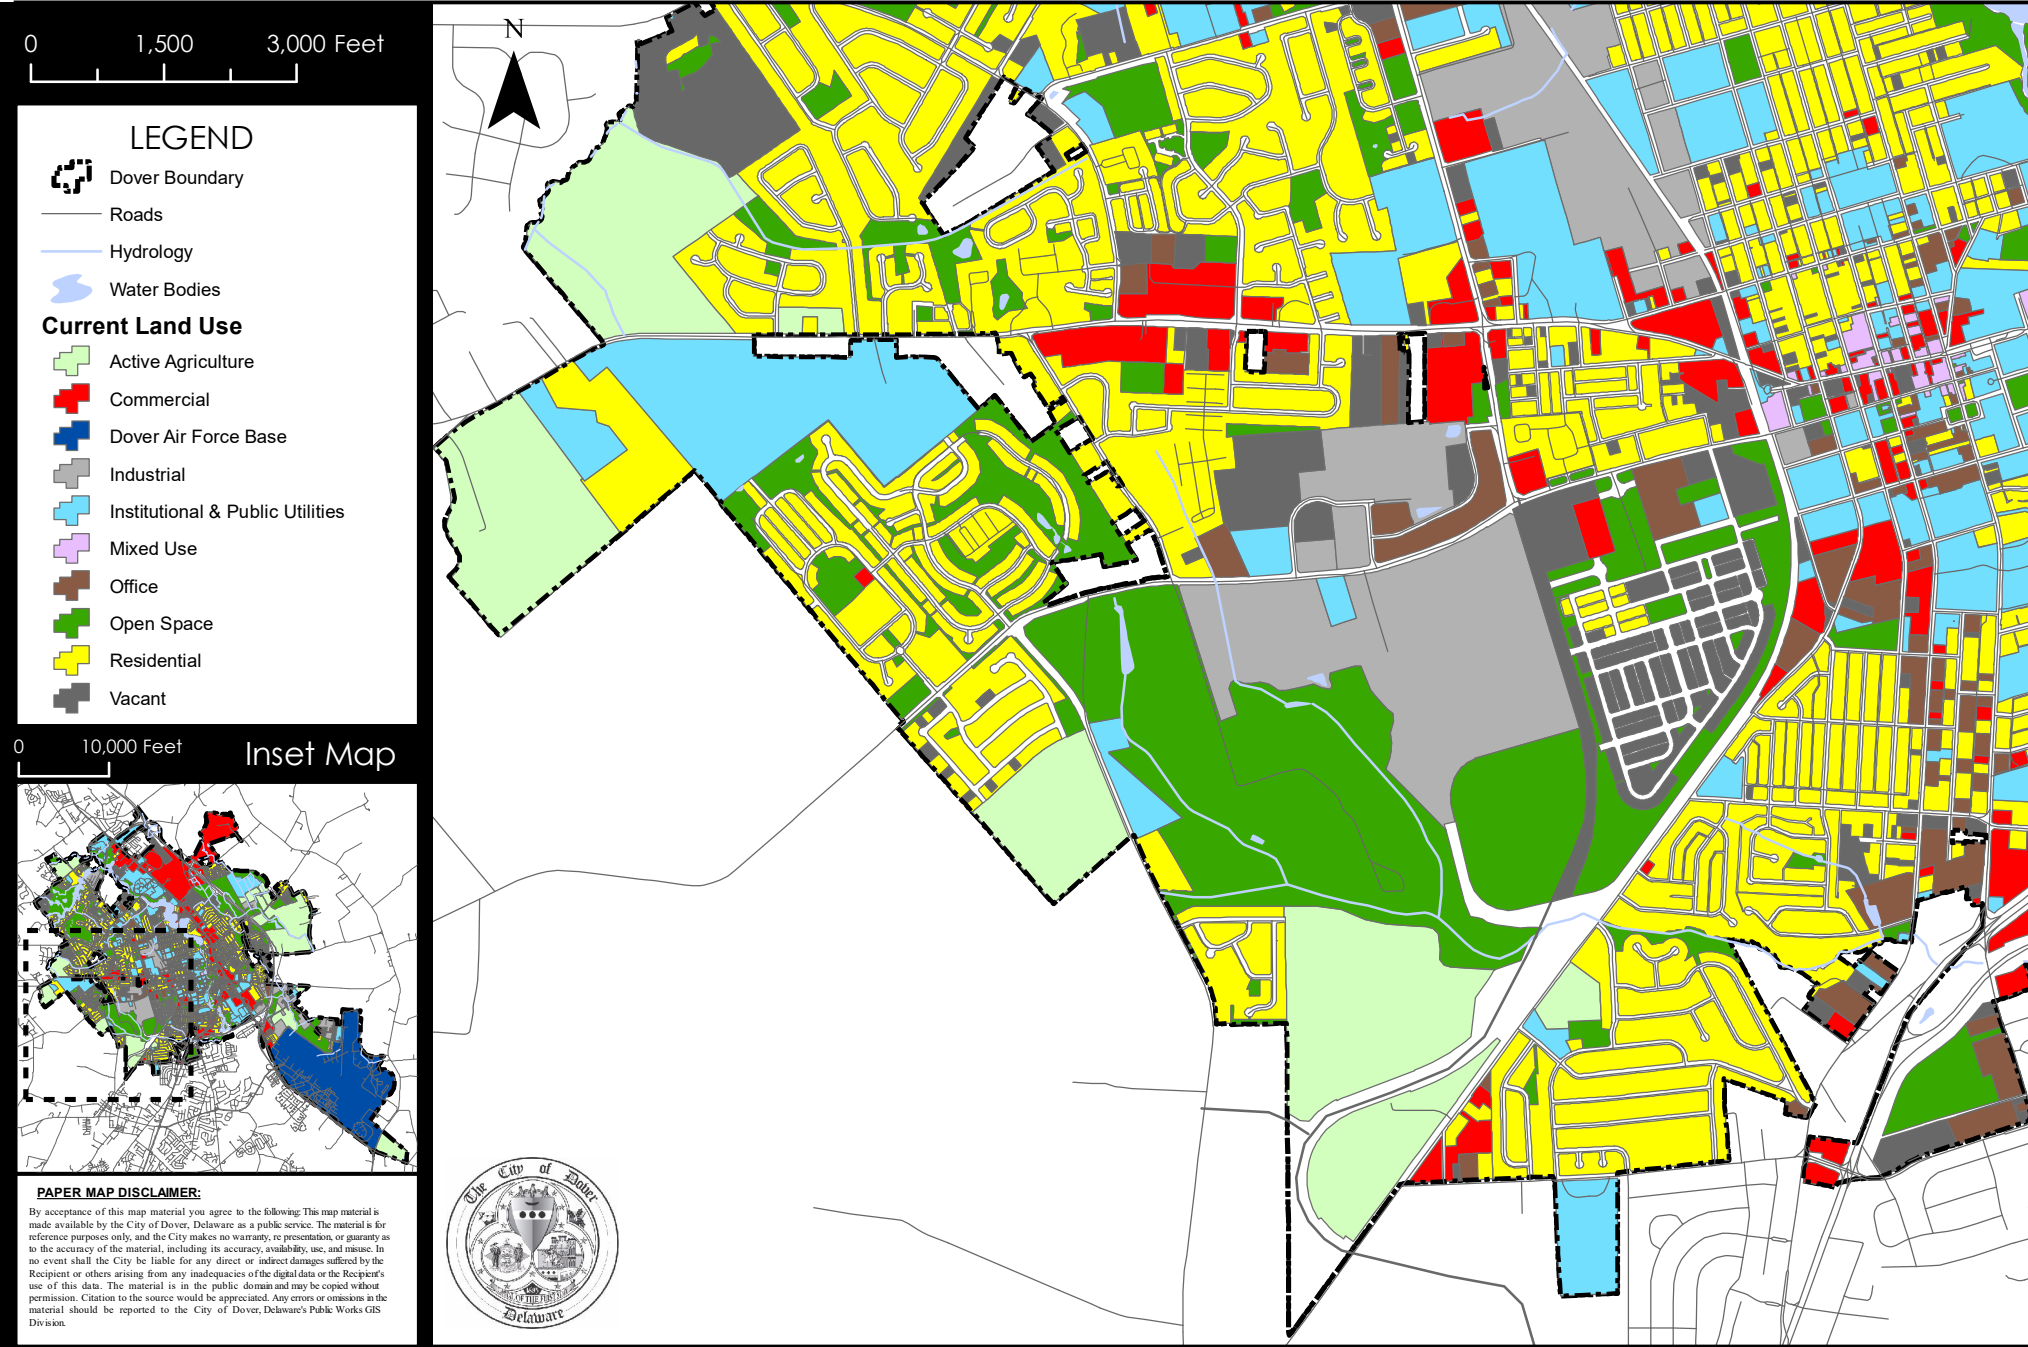 0 1,500 3,000 Feet
N
LEGEND
Dover Boundary
Roads
Hydrology
Water Bodies
Current Land Use
Active Agriculture
Commercial
Dover Air Force Base
Industrial
Institutional & Public Utilities
Mixed Use
Office
Open Space
Residential
Vacant
0 10,000 Feet
Inset Map
PAPER MAP DISCLAIMER:
By acceptance of this map material you agree to the following: This map material is
made available by the City of Dover, Delaware as a public service. The material is for
reference purposes only, and the City makes no warranty, re presentation, or guaranty as
to the accuracy of the material, including its accuracy, availability, use, and misuse. In
no event shall the City be liable for any direct or indirect damages suffered by the
Recipient or others arising from any inadequacies of the digital data or the Recipient's
use of this data. The material is in the public domain and may be copied without
permission. Citation to the source would be appreciated. Any errors or omissions in the
material should be reported to the City of Dover, Delaware's Public Works GIS
Division.
The City of Dover
Delaware